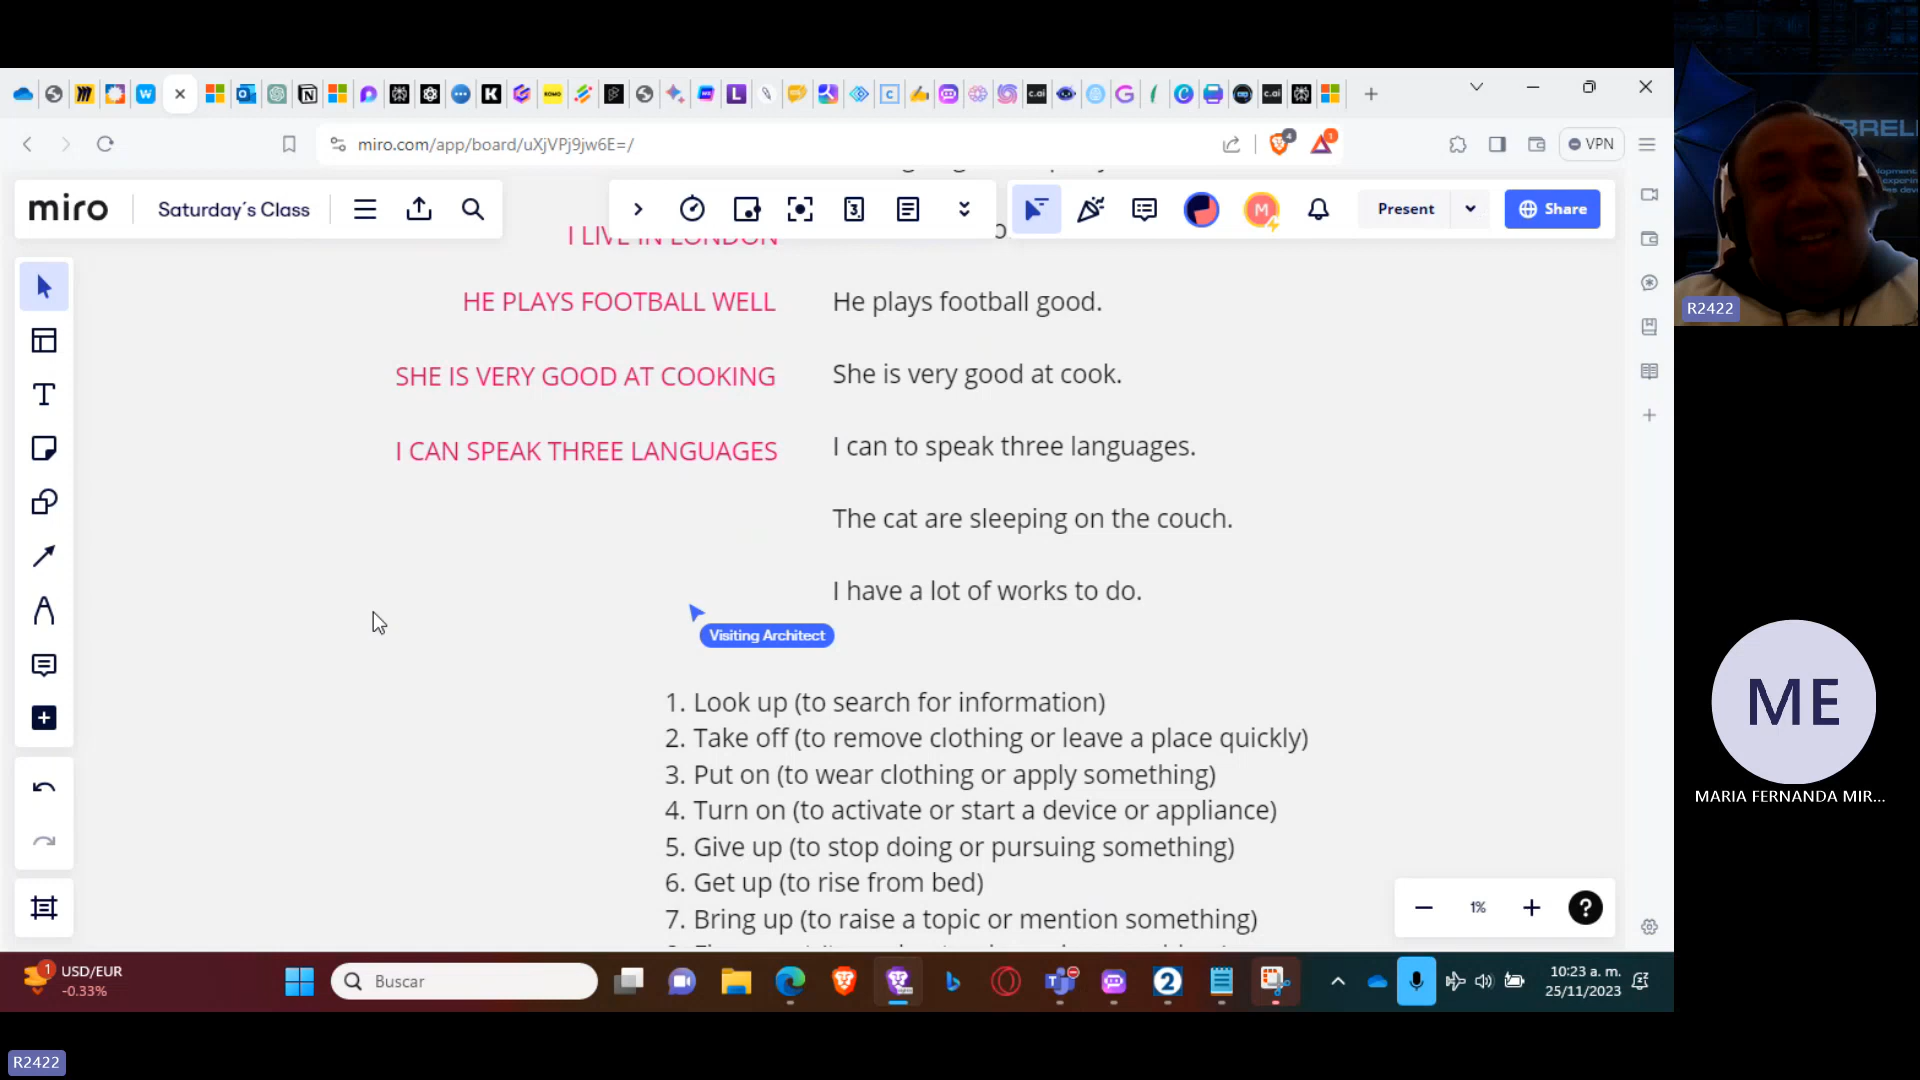 miro.com/app/board/uXjVPj9jw6E=/
VPN
miro
Saturday´s Class
Present
Share
I LIVE IN LONDON
HE PLAYS FOOTBALL WELL
He plays football good.
SHE IS VERY GOOD AT COOKING
She is very good at cook.
I CAN SPEAK THREE LANGUAGES
I can to speak three languages.
The cat are sleeping on the couch.
I have a lot of works to do.
Visiting Architect
1. Look up (to search for information)
2. Take off (to remove clothing or leave a place quickly)
3. Put on (to wear clothing or apply something)
4. Turn on (to activate or start a device or appliance)
5. Give up (to stop doing or pursuing something)
6. Get up (to rise from bed)
7. Bring up (to raise a topic or mention something)
1%
USD/EUR
-0.33%
Buscar
10:23 a. m.
25/11/2023
R2422
ME
MARIA FERNANDA MIR...
R2422